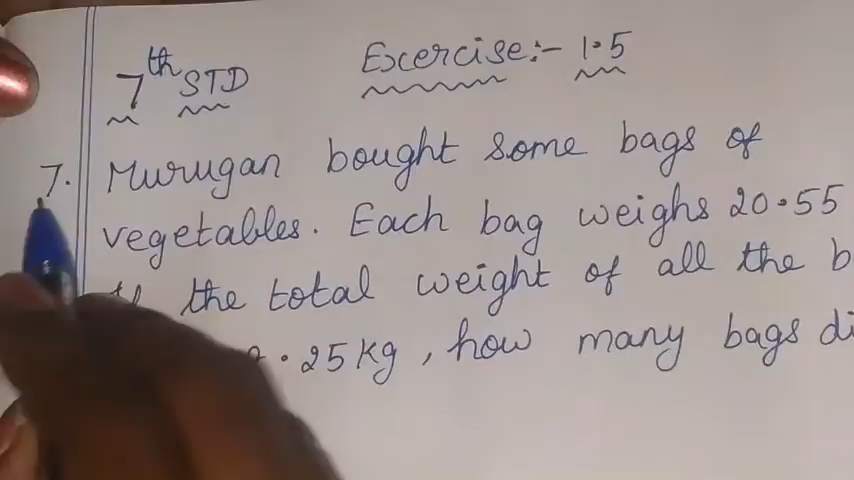 7th STD Excercise:- 1.5
7. Murugan bought some bags of
vegetables. Each bag weighs 20.55
the total weight of all the
.25 kg, how many bags